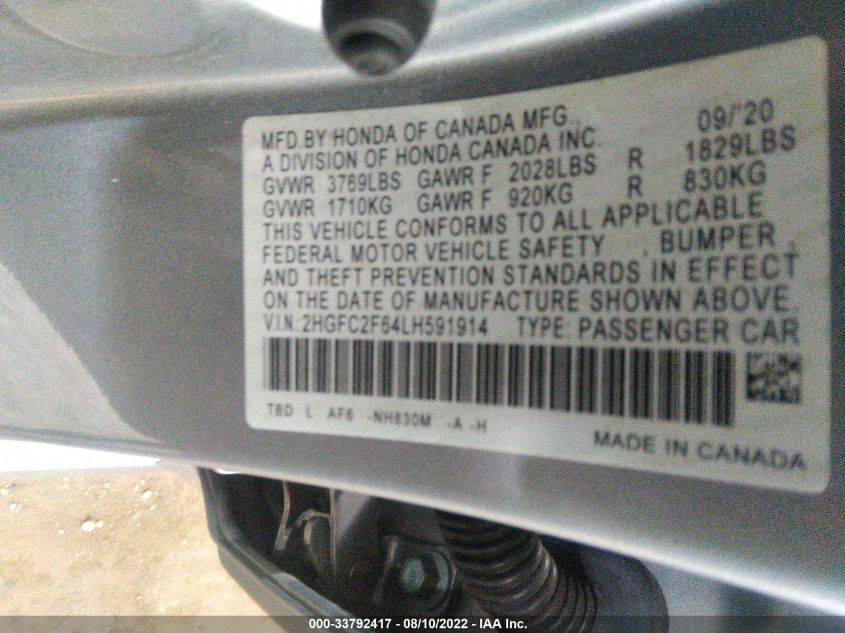 MFD.BY HONDA OF CANADA MFG., 09/'20
A DIVISION OF HONDA CANADA INC.
GVWR 3769LBS GAWR F 2028LBS R 1829LBS
GVWR 1710KG GAWR F 920KG R 830KG
THIS VEHICLE CONFORMS TO ALL APPLICABLE
FEDERAL MOTOR VEHICLE SAFETY , BUMPER ,
AND THEFT PREVENTION STANDARDS IN EFFECT
ON THE DATE OF MANUFACTURE SHOWN ABOVE.
V.I.N.: 2HGFC2F64LH591914 TYPE: PASSENGER CAR
TBD L AF6 -NH830M -A -H
MADE IN CANADA
000-33792417 - 08/10/2022 - IAA Inc.